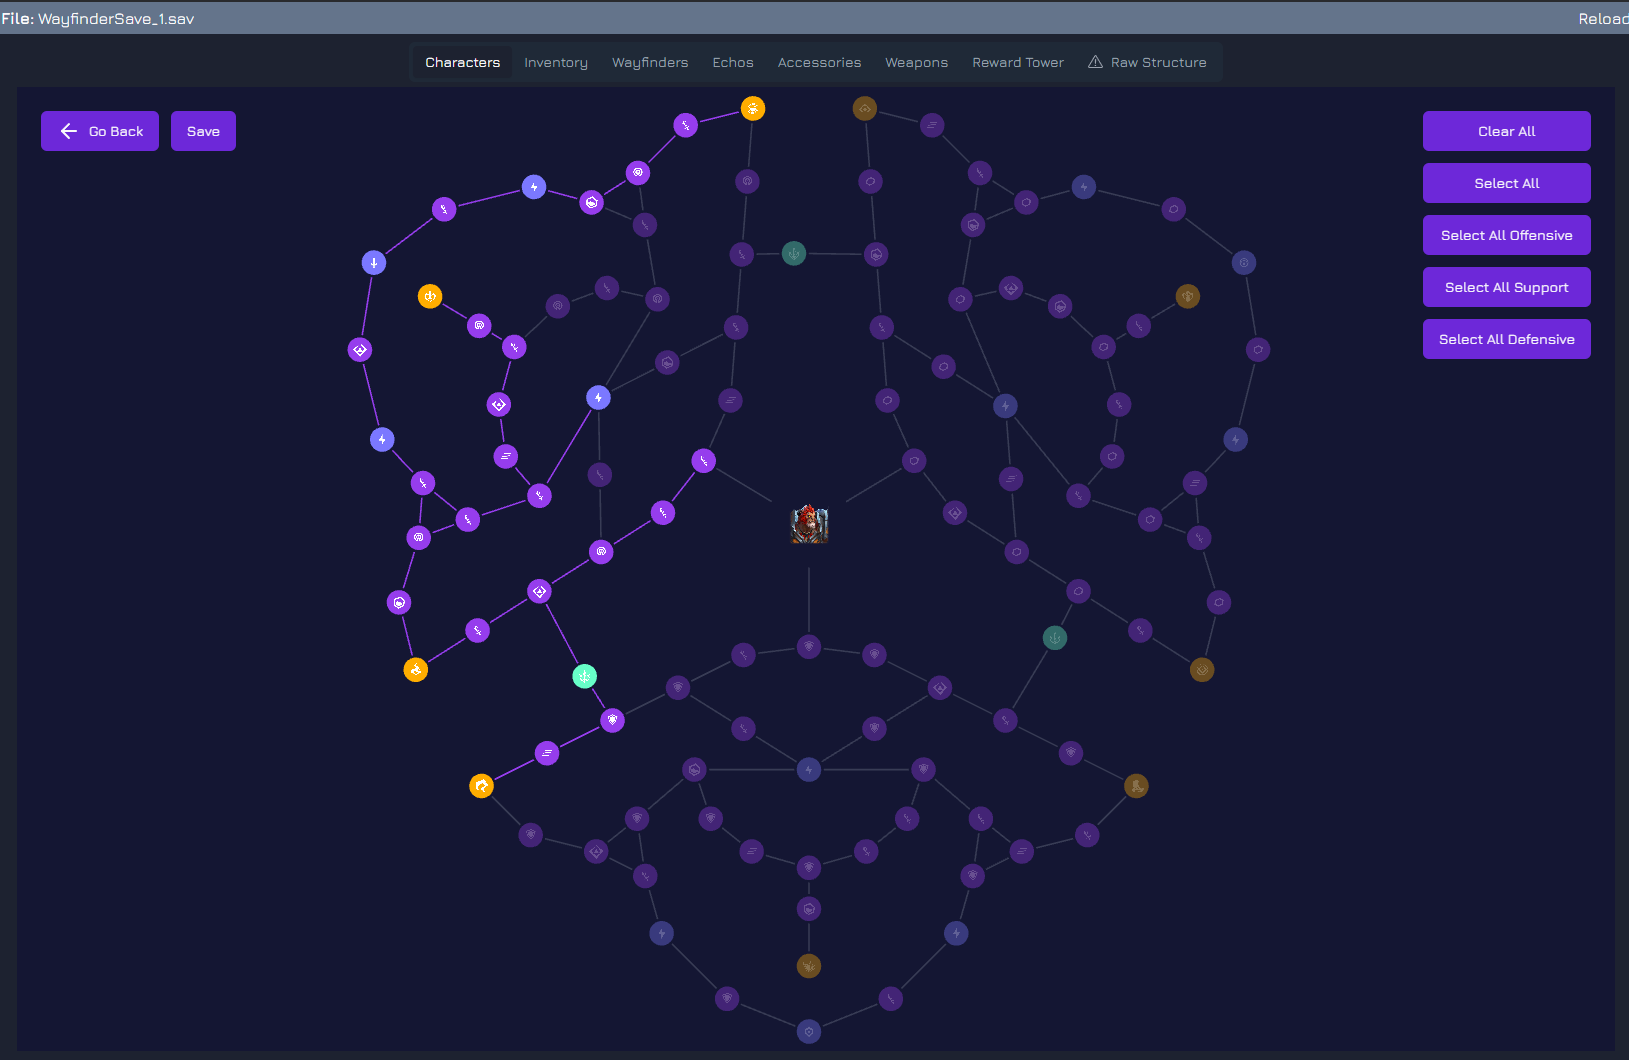 File: WayfinderSave_1.sav
Reload
Characters
Inventory
Wayfinders
Echos
Accessories
Weapons
Reward Tower
Raw Structure
Go Back
Save
Clear All
Select All
Select All Offensive
Select All Support
Select All Defensive